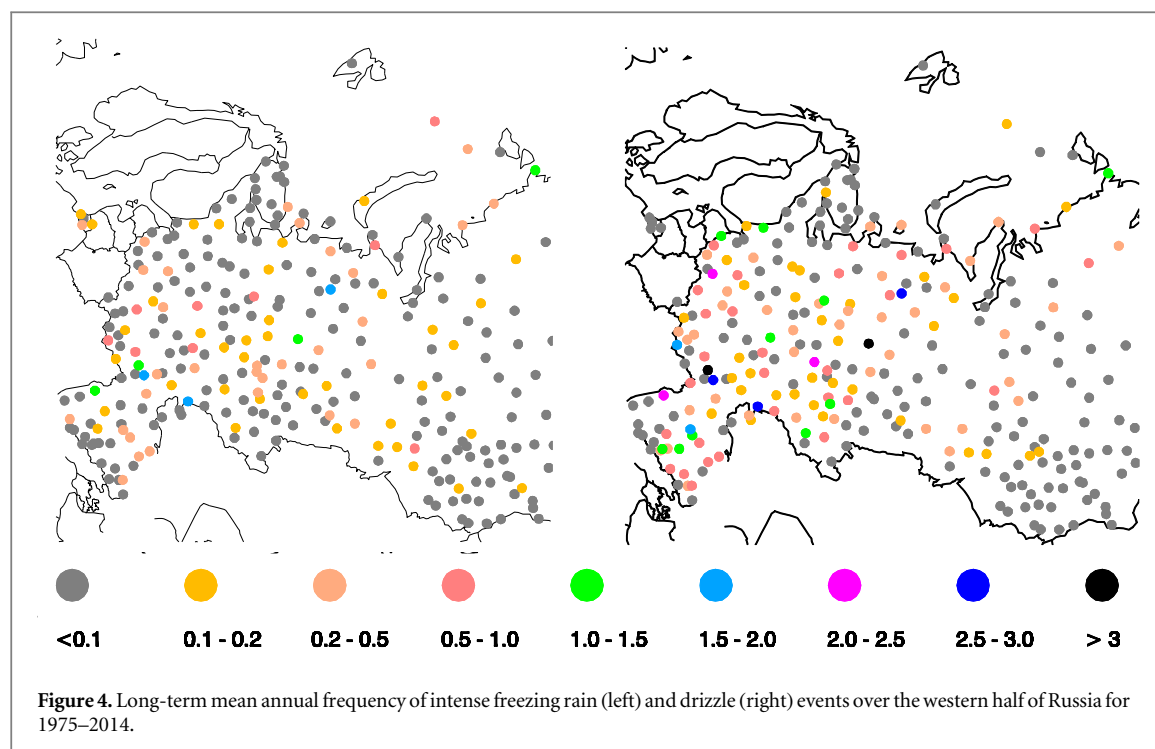 <0.1 0.1 - 0.2 0.2 - 0.5 0.5 - 1.0 1.0 - 1.5 1.5 - 2.0 2.0 - 2.5 2.5 - 3.0 > 3
Figure 4. Long-term mean annual frequency of intense freezing rain (left) and drizzle (right) events over the western half of Russia for
1975–2014.